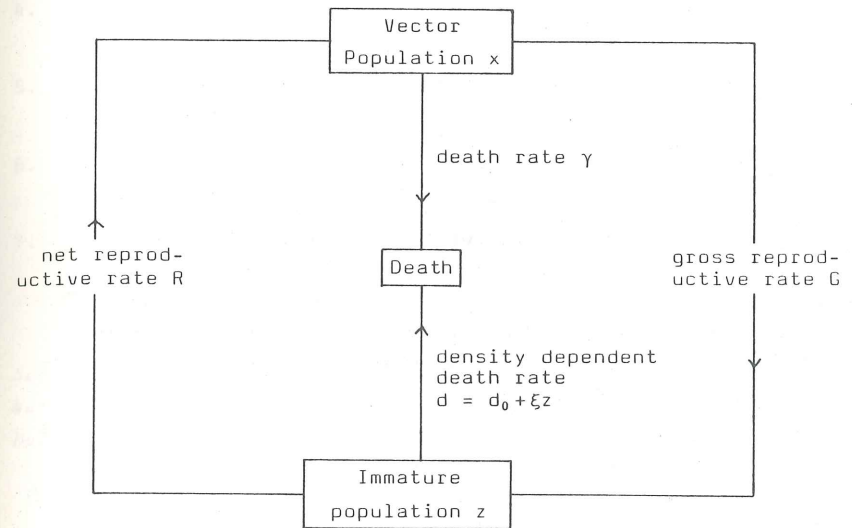 Vector
Population x
death rate γ
net reprod-
uctive rate R
Death
gross reprod-
uctive rate G
density dependent
death rate
d = d₀ + ξz
Immature
population z